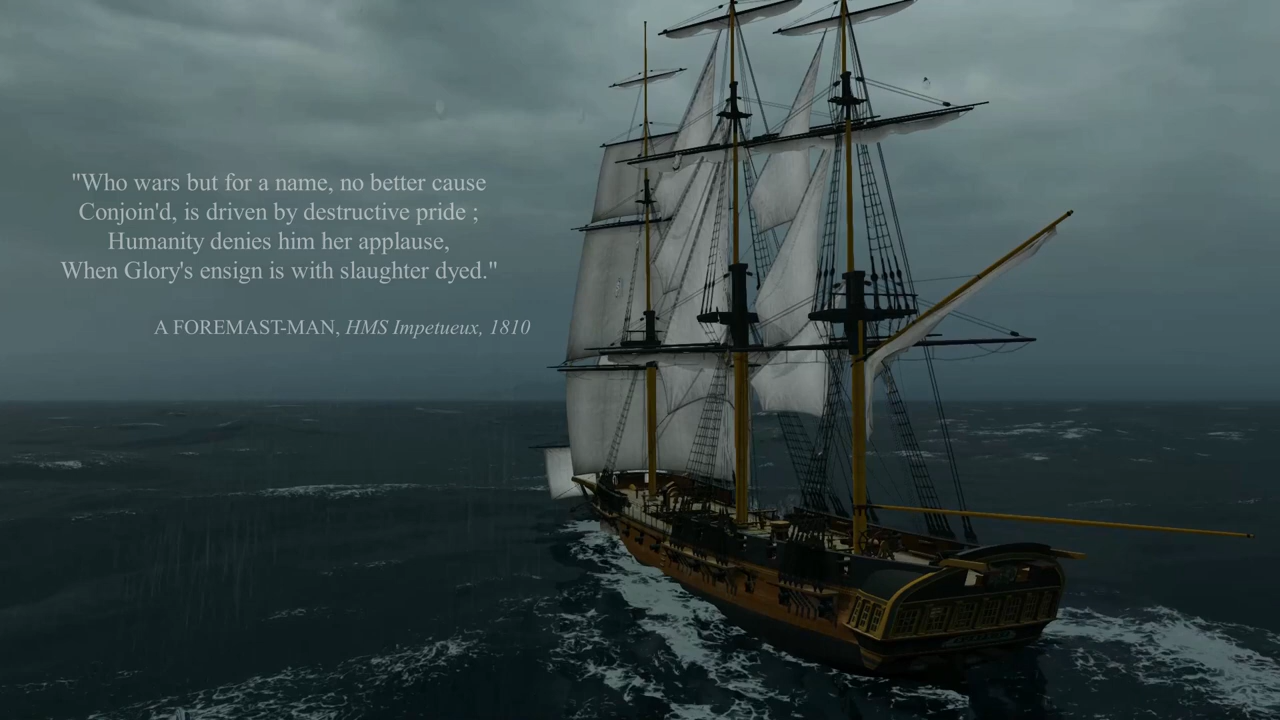 "Who wars but for a name, no better cause
Conjoin'd, is driven by destructive pride ;
Humanity denies him her applause,
When Glory's ensign is with slaughter dyed."
A FOREMAST-MAN, HMS Impetueux, 1810